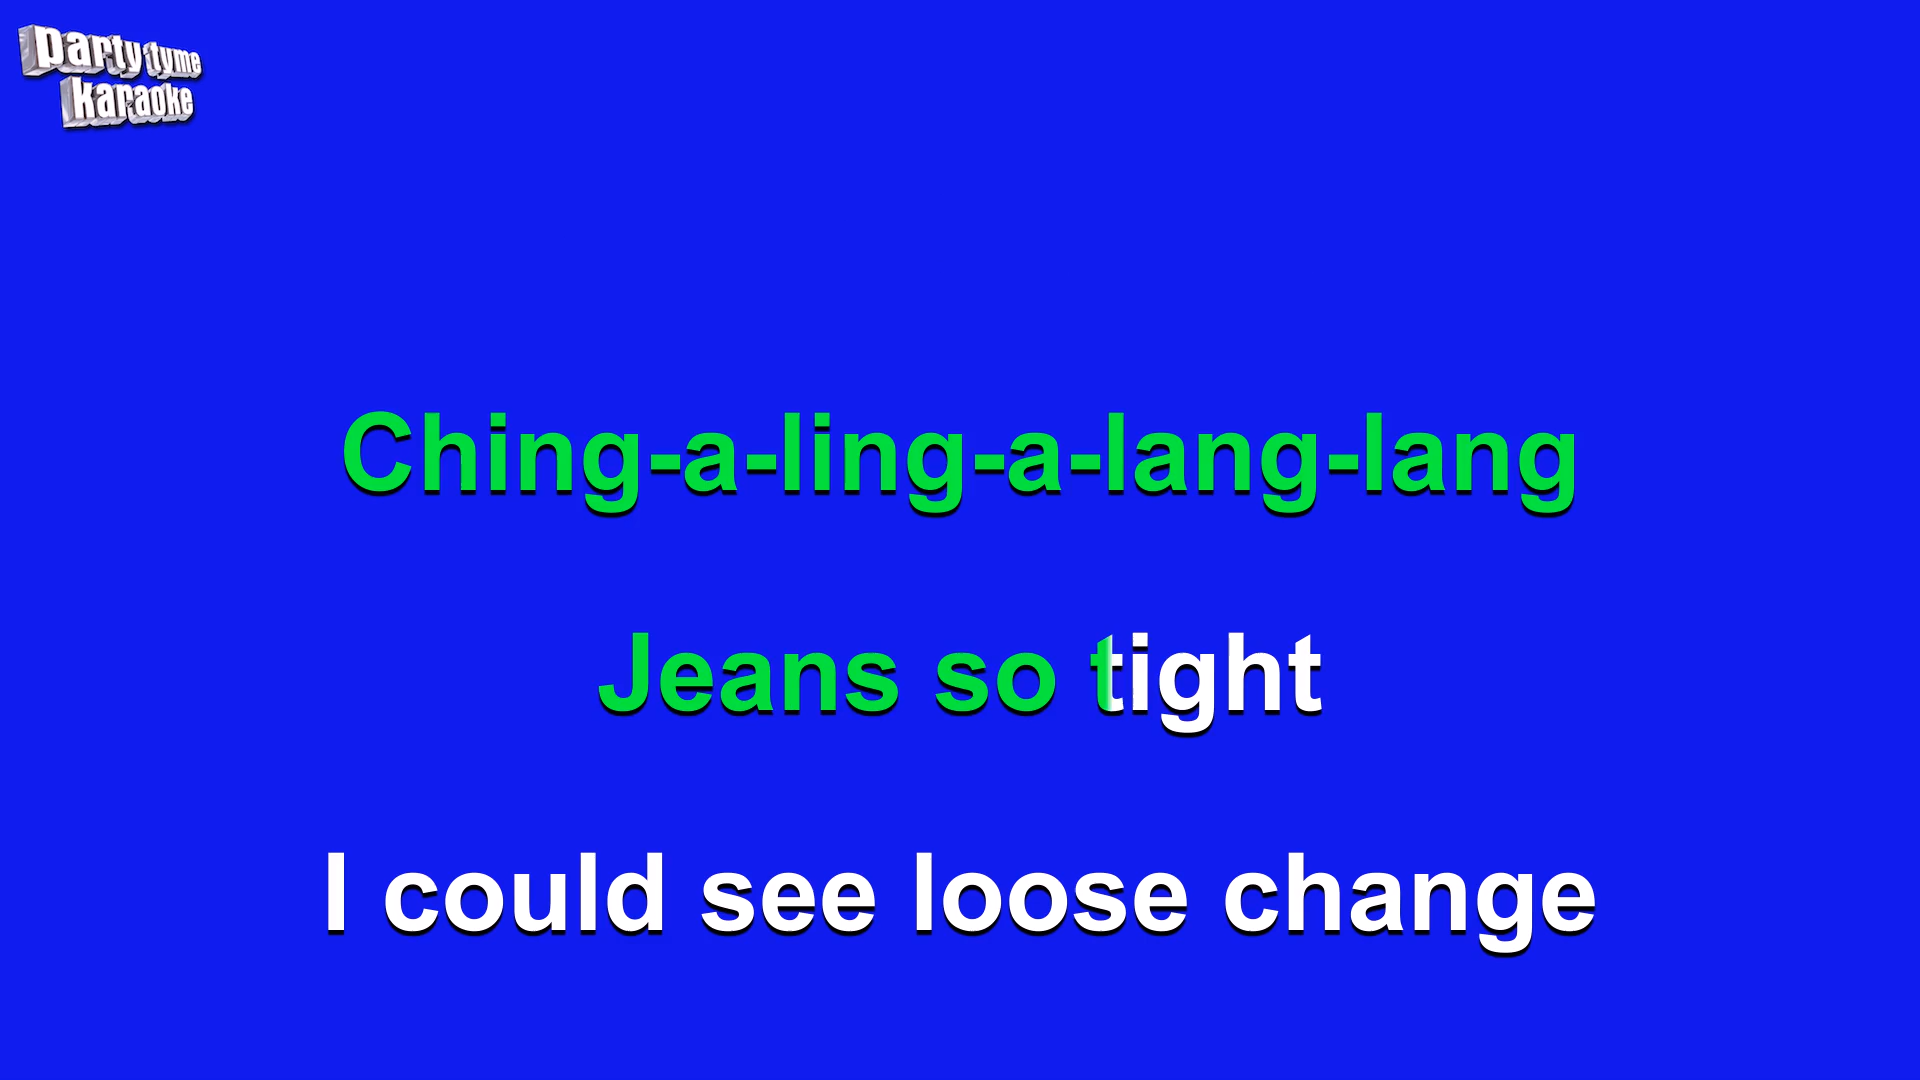 party tyme
karaoke
Ching-a-ling-a-lang-lang
Jeans so tight
I could see loose change